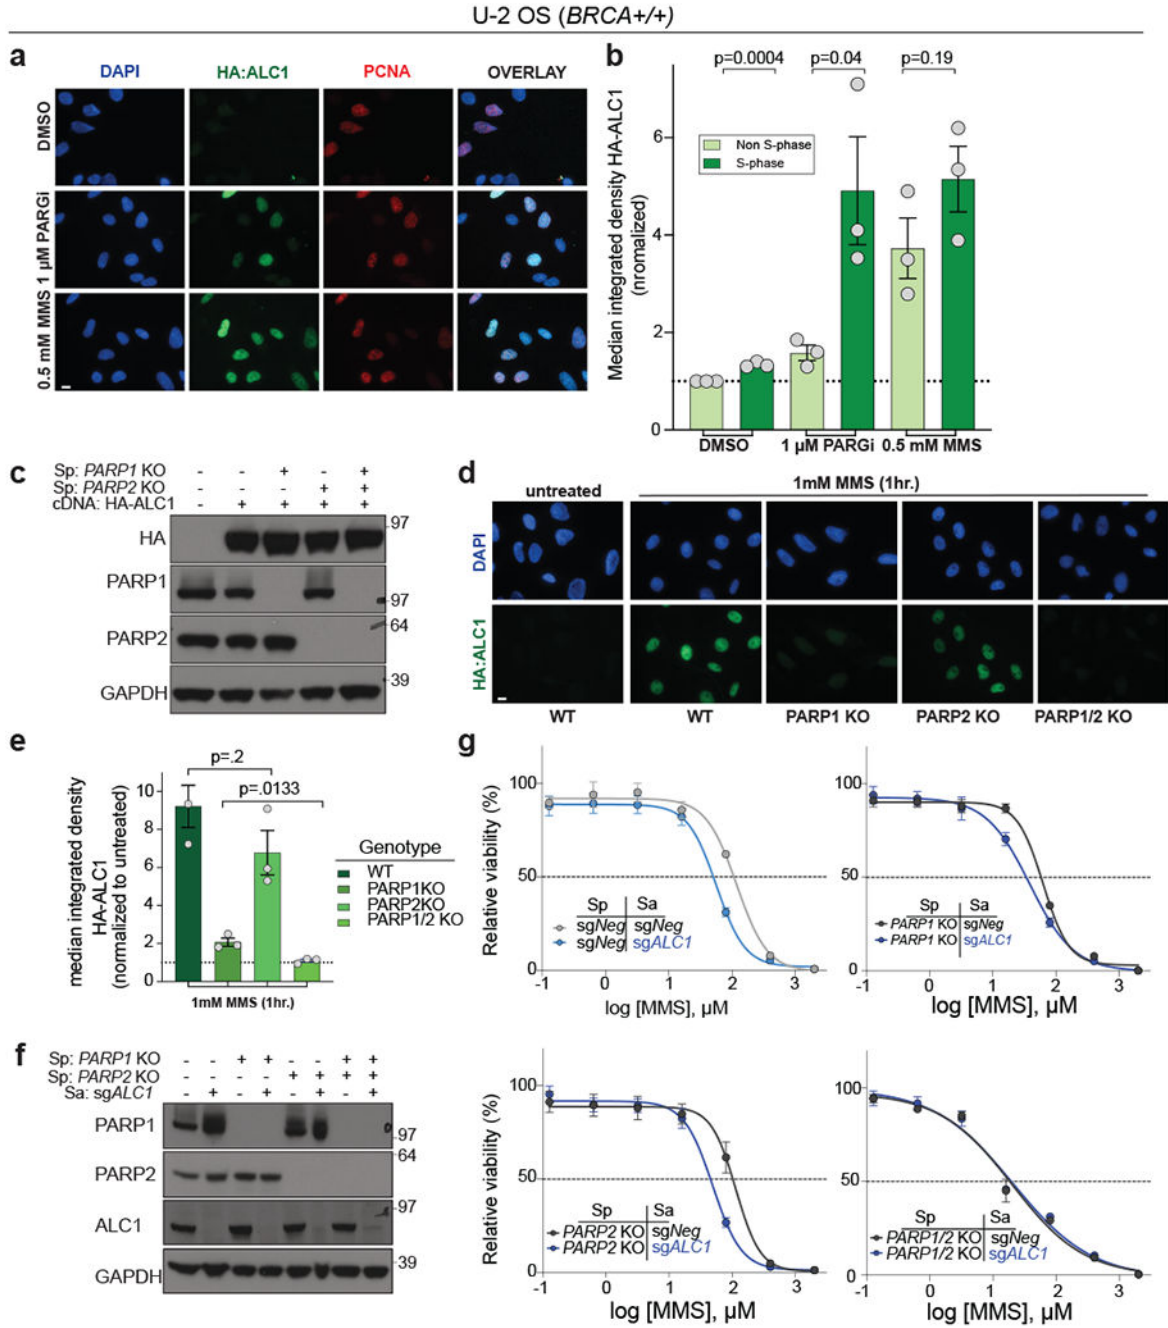 U-2 OS (BRCA+/+)
a
DAPI HA:ALC1 PCNA OVERLAY
DMSO
1 µM PARGi
0.5 mM MMS
b
p=0.0004 p=0.04 p=0.19
Median integrated density HA-ALC1
(nromalized)
6
4
2
0
Non S-phase
S-phase
DMSO 1 µM PARGi 0.5 mM MMS
c
Sp: PARP1 KO - - + - +
Sp: PARP2 KO - - - + +
cDNA: HA-ALC1 - + + + +
HA
97
PARP1
97
PARP2
64
GAPDH
39
d
1mM MMS (1hr.)
untreated
DAPI
HA:ALC1
WT WT PARP1 KO PARP2 KO PARP1/2 KO
e
p=.2
p=.0133
median integrated density
HA-ALC1
(normalized to untreated)
10
8
6
4
2
0
1mM MMS (1hr.)
Genotype
WT
PARP1KO
PARP2KO
PARP1/2 KO
f
Sp: PARP1 KO - - + + - - + +
Sp: PARP2 KO - - - - + + + +
Sa: sgALC1 - + - + - + - +
PARP1
97
PARP2
64
ALC1
97
GAPDH
39
g
Relative viability (%)
100
50
0
Sp Sa
sgNeg sgNeg
sgNeg sgALC1
-1 0 1 2 3
log [MMS], µM
100
50
0
Sp Sa
PARP1 KO sgNeg
PARP1 KO sgALC1
-1 0 1 2 3
log [MMS], µM
Relative viability (%)
100
50
0
Sp Sa
PARP2 KO sgNeg
PARP2 KO sgALC1
-1 0 1 2 3
log [MMS], µM
100
50
0
Sp Sa
PARP1/2 KO sgNeg
PARP1/2 KO sgALC1
-1 0 1 2 3
log [MMS], µM